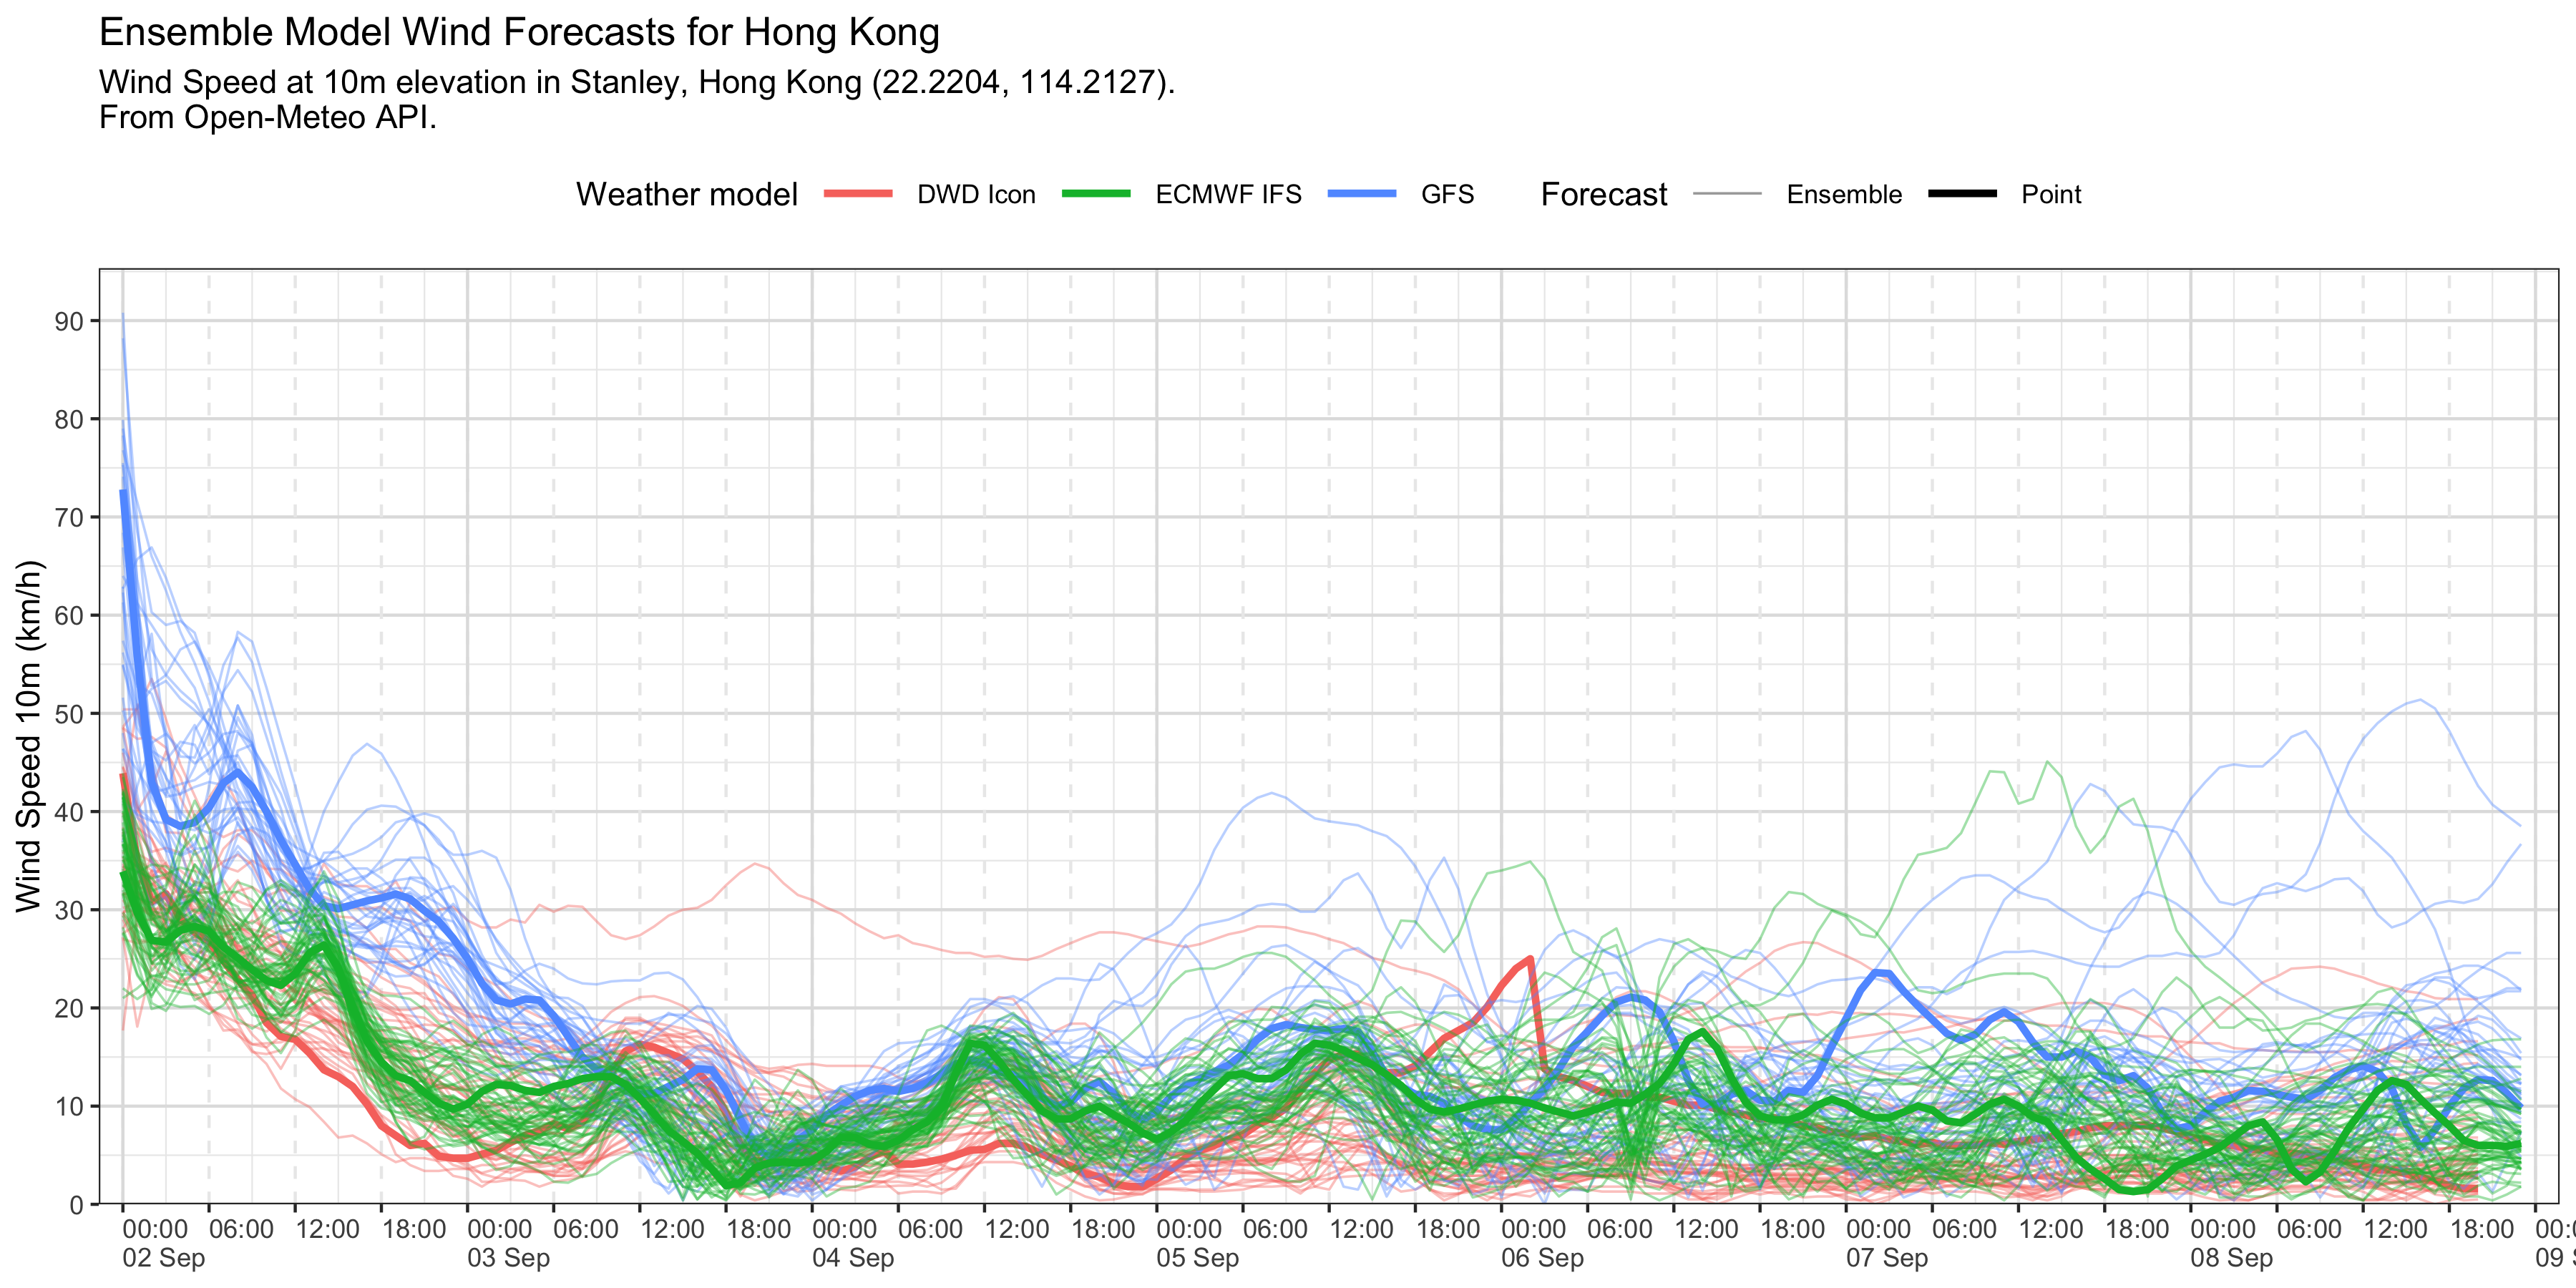 Ensemble Model Wind Forecasts for Hong Kong
Wind Speed at 10m elevation in Stanley, Hong Kong (22.2204, 114.2127).
From Open-Meteo API.
Weather model DWD Icon ECMWF IFS GFS Forecast Ensemble Point
Wind Speed 10m (km/h)
90
80
70
60
50
40
30
20
10
0
00:00 06:00 12:00 18:00 00:00 06:00 12:00 18:00 00:00 06:00 12:00 18:00 00:00 06:00 12:00 18:00 00:00 06:00 12:00 18:00 00:00 06:00 12:00 18:00 00:00 06:00 12:00 18:00
02 Sep 03 Sep 04 Sep 05 Sep 06 Sep 07 Sep 08 Sep 09